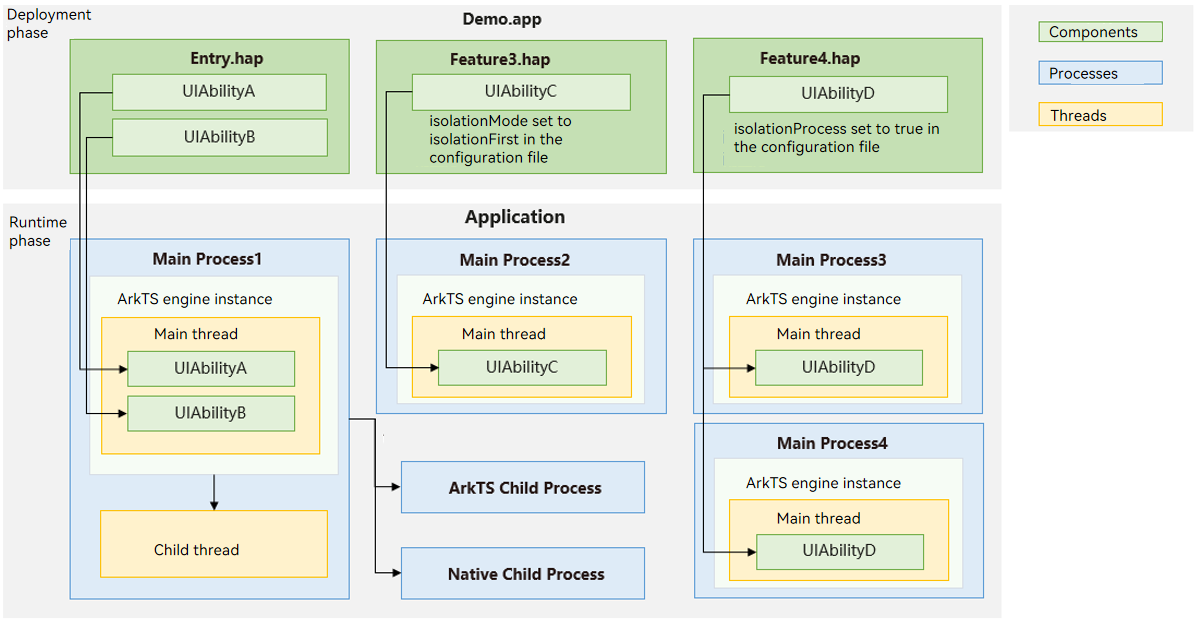 Deployment
phase
Demo.app
Entry.hap
UIAbilityA
UIAbilityB
Feature3.hap
UIAbilityC
isolationMode set to
isolationFirst in the
configuration file
Feature4.hap
UIAbilityD
isolationProcess set to true in
the configuration file
Components
Processes
Threads
Runtime
phase
Application
Main Process1
ArkTS engine instance
Main thread
UIAbilityA
UIAbilityB
Child thread
Main Process2
ArkTS engine instance
Main thread
UIAbilityC
ArkTS Child Process
Native Child Process
Main Process3
ArkTS engine instance
Main thread
UIAbilityD
Main Process4
ArkTS engine instance
Main thread
UIAbilityD